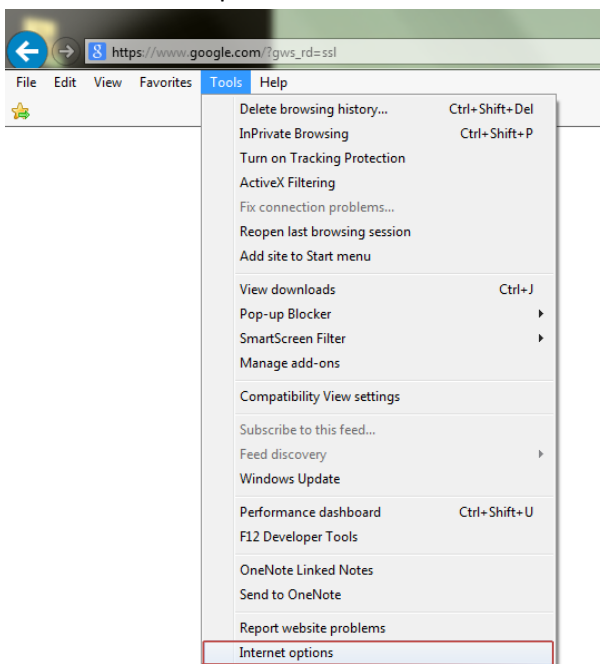 https://www.google.com/?gws_rd=ssl
File Edit View Favorites Tools Help
Delete browsing history... Ctrl+Shift+Del
InPrivate Browsing Ctrl+Shift+P
Turn on Tracking Protection
ActiveX Filtering
Fix connection problems...
Reopen last browsing session
Add site to Start menu
View downloads Ctrl+J
Pop-up Blocker
SmartScreen Filter
Manage add-ons
Compatibility View settings
Subscribe to this feed...
Feed discovery
Windows Update
Performance dashboard Ctrl+Shift+U
F12 Developer Tools
OneNote Linked Notes
Send to OneNote
Report website problems
Internet options